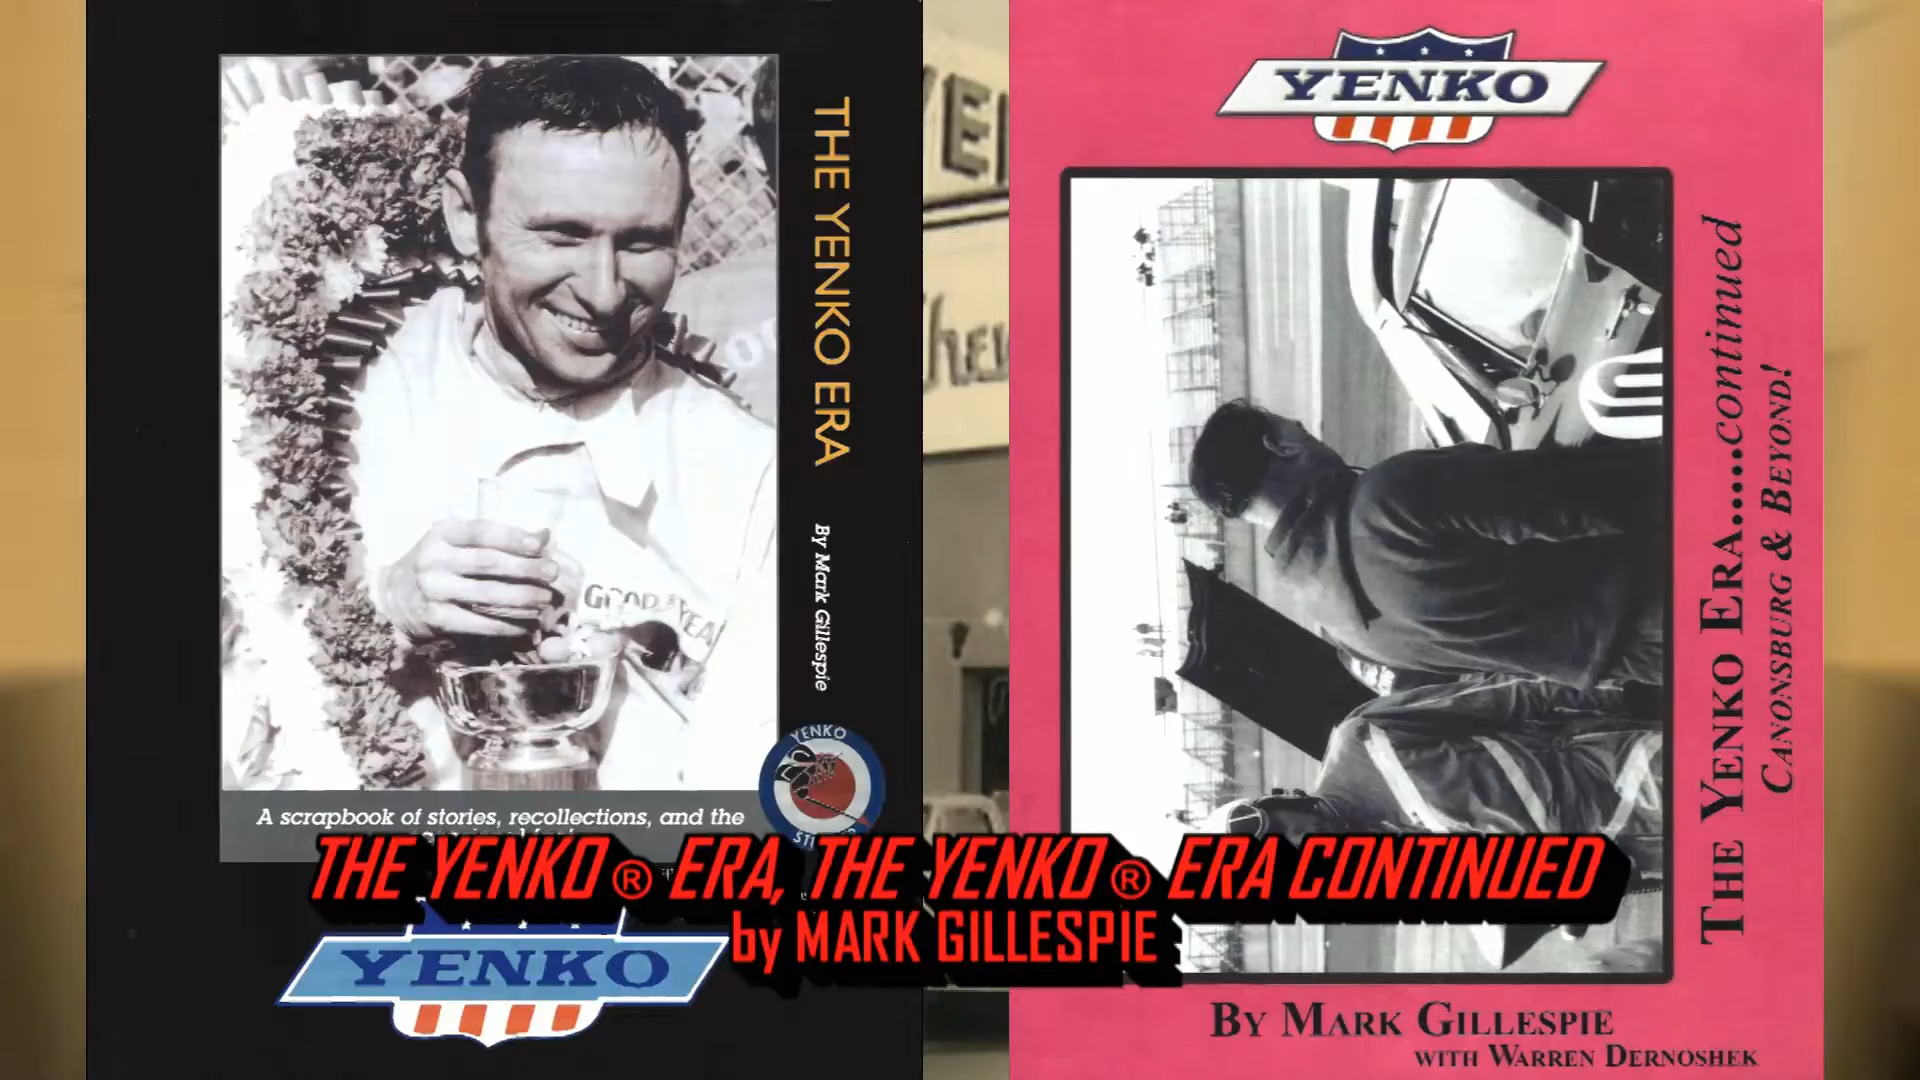 THE YENKO ERA
By Mark Gillespie
GOODYEAR
YENKO
A scrapbook of stories, recollections, and the
YENKO
YENKO
The Yenko Era.....continued
Canonsburg & Beyond!
By Mark Gillespie
with Warren Dernoshek
THE YENKO ® ERA, THE YENKO ® ERA CONTINUED
by MARK GILLESPIE